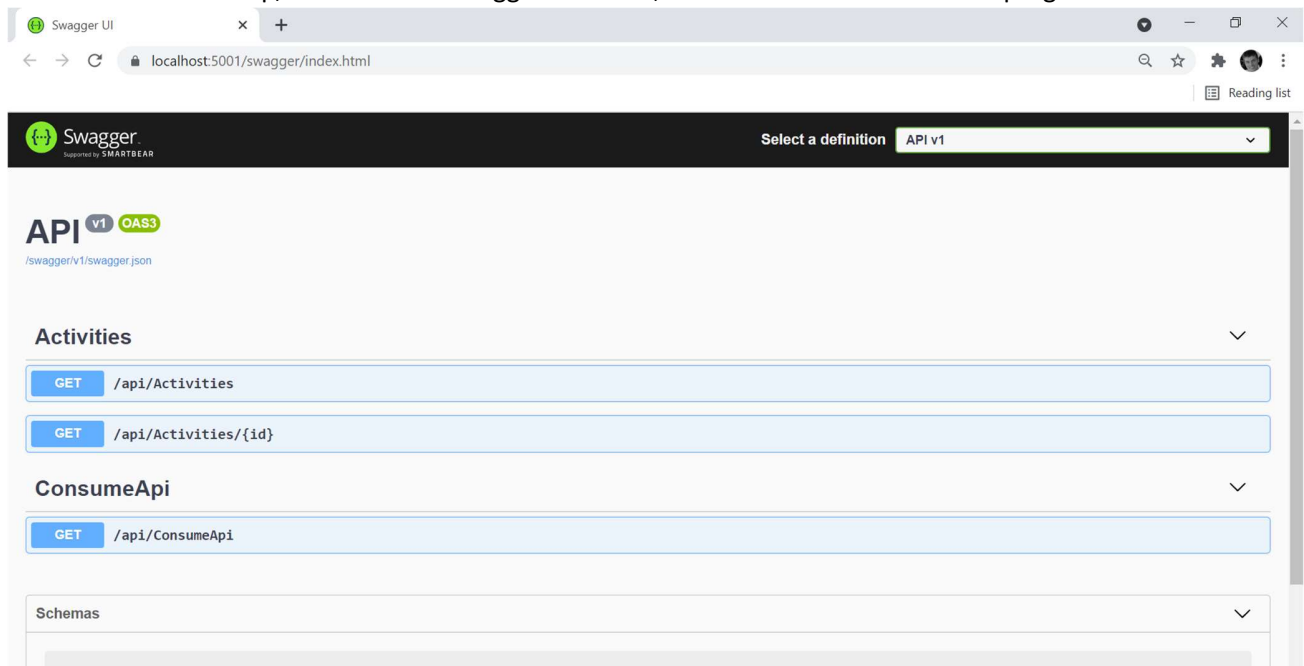 Swagger UI
localhost:5001/swagger/index.html
Reading list
Swagger.
Supported by SMARTBEAR
Select a definition API v1
API v1 OAS3
/swagger/v1/swagger.json
Activities
GET /api/Activities
GET /api/Activities/{id}
ConsumeApi
GET /api/ConsumeApi
Schemas